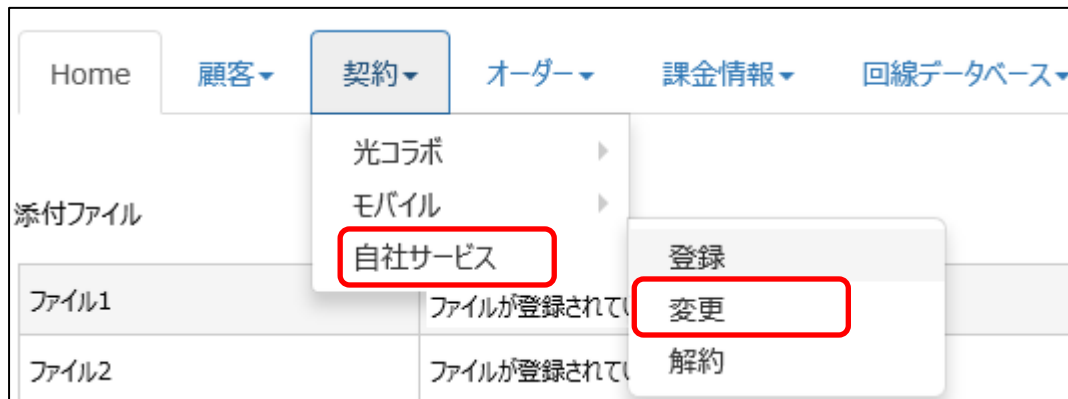 Home 顧客 契約 オーダー 課金情報 回線データベース
光コラボ
モバイル
添付ファイル
自社サービス
登録
ファイル1 ファイルが登録されてい
変更
解約
ファイル2 ファイルが登録されてい